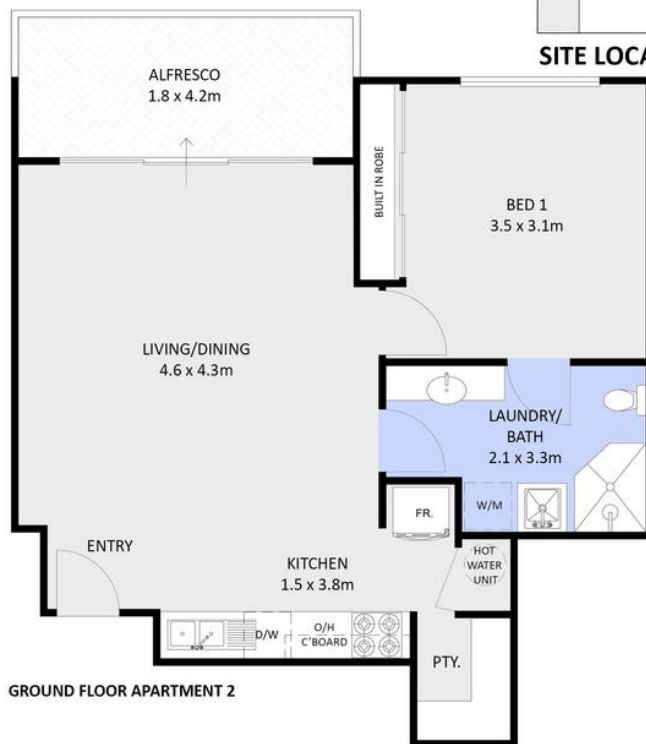 SITE LOCA
ALFRESCO
1.8 x 4.2m
BUILT IN ROBE
BED 1
3.5 x 3.1m
LIVING/DINING
4.6 x 4.3m
LAUNDRY/
BATH
2.1 x 3.3m
W/M
FR.
ENTRY
HOT
WATER
UNIT
KITCHEN
1.5 x 3.8m
D/W
O/H
C'BOARD
PTY.
GROUND FLOOR APARTMENT 2